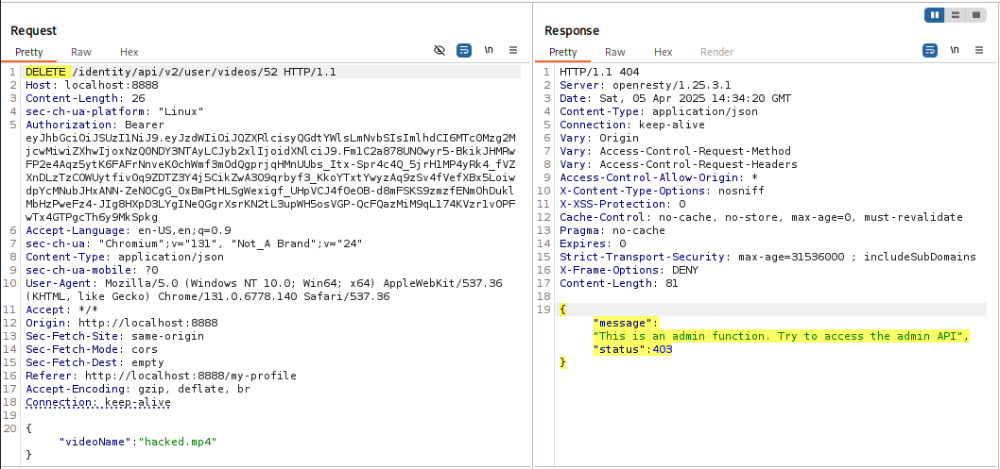 Request
Pretty Raw Hex
\n
1 DELETE /identity/api/v2/user/videos/52 HTTP/1.1
2 Host: localhost:8888
3 Content-Length: 26
4 sec-ch-ua-platform: "Linux"
5 Authorization: Bearer
eyJhbGciOiJSUzI1NiJ9.eyJzdWIiOiJQZXRlcisyQGdtYWlsLmNvbSIsImlhdCI6MTc0Mzg2M
jcwMiwiZXhwIjoxNzQ0NDY3NTAyLCJyb2xlIjoidXNlciJ9.Fm1C2a878UN0wyr5-BkikJHMRw
FP2e4Aqz5ytK6FAFrNnveK0chWmf3mOdQgprjqHMnUUbs_Itx-Spr4c4Q_5jrH1MP4yRk4_fVZ
XnDLzTzC0WUytfivOq9ZDTZ3Y4j5CikZwA3O9qrbyf3_KkoYTxtYwyzAq9zSv4fVefXBx5Loiw
dpYcMNubJHxANN-ZeN0CgG_OxBmPtHLSgWexigf_UHpVCJ4f0eOB-d8mFSKS9zmzfENmOhDukl
MbHzPweFz4-JIg8HXpD3LYgINeQGgrXsrKN2tL3upWH5osVGP-QcFQazMiM9qL174KVzr1vOPF
wTx4GTPgcTh6y9MkSpkg
6 Accept-Language: en-US,en;q=0.9
7 sec-ch-ua: "Chromium";v="131", "Not_A Brand";v="24"
8 Content-Type: application/json
9 sec-ch-ua-mobile: ?0
10 User-Agent: Mozilla/5.0 (Windows NT 10.0; Win64; x64) AppleWebKit/537.36
(KHTML, like Gecko) Chrome/131.0.6778.140 Safari/537.36
11 Accept: */*
12 Origin: http://localhost:8888
13 Sec-Fetch-Site: same-origin
14 Sec-Fetch-Mode: cors
15 Sec-Fetch-Dest: empty
16 Referer: http://localhost:8888/my-profile
17 Accept-Encoding: gzip, deflate, br
18 Connection: keep-alive
19
20 {
"videoName":"hacked.mp4"
}
Response
Pretty Raw Hex Render
\n
1 HTTP/1.1 404
2 Server: openresty/1.25.3.1
3 Date: Sat, 05 Apr 2025 14:34:20 GMT
4 Content-Type: application/json
5 Connection: keep-alive
6 Vary: Origin
7 Vary: Access-Control-Request-Method
8 Vary: Access-Control-Request-Headers
9 Access-Control-Allow-Origin: *
10 X-Content-Type-Options: nosniff
11 X-XSS-Protection: 0
12 Cache-Control: no-cache, no-store, max-age=0, must-revalidate
13 Pragma: no-cache
14 Expires: 0
15 Strict-Transport-Security: max-age=31536000 ; includeSubDomains
16 X-Frame-Options: DENY
17 Content-Length: 81
18
19 {
"message":
"This is an admin function. Try to access the admin API",
"status":403
}